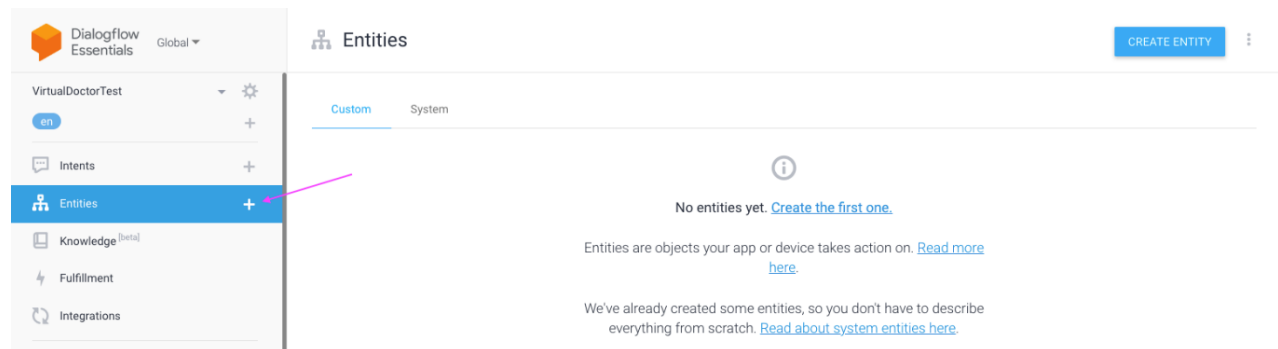 Dialogflow
Essentials
Global
VirtualDoctorTest
en
Intents
Entities
Knowledge [beta]
Fulfillment
Integrations
Entities
CREATE ENTITY
Custom
System
No entities yet. Create the first one.
Entities are objects your app or device takes action on. Read more
here.
We've already created some entities, so you don't have to describe
everything from scratch. Read about system entities here.